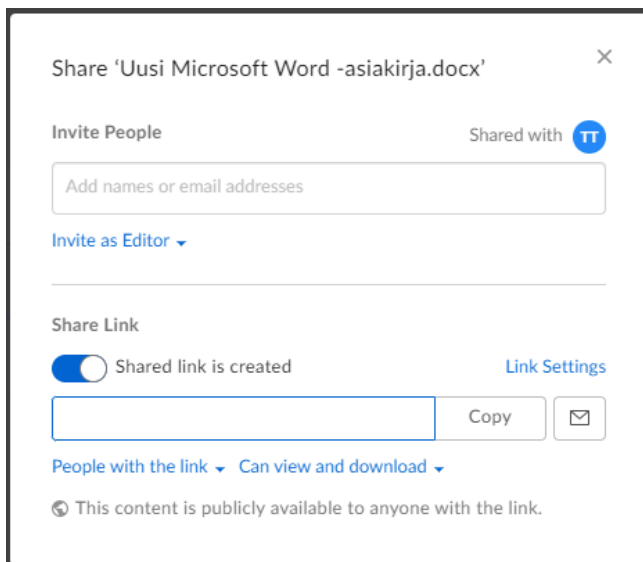 Share ‘Uusi Microsoft Word -asiakirja.docx’
Invite People
Shared with TT
Add names or email addresses
Invite as Editor
Share Link
Shared link is created
Link Settings
Copy
People with the link Can view and download
This content is publicly available to anyone with the link.